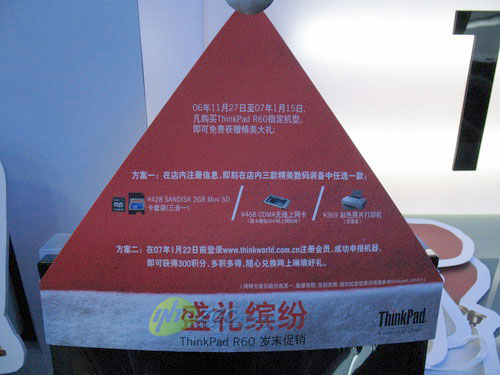 06年11月27日至07年1月15日,
凡购买ThinkPad R60指定机型,
即可免费获赠精美大礼:
方案一:在店内注册信息,即刻在店内三款精美数码装备中任选一款:
¥428 SANDISK 2GB Mini SD
卡套装(三合一)
¥468 CDMA无线上网卡
¥369 彩色照片打印机
方案二:在07年1月22日前登录www.thinkworld.com.cn注册会员,成功申报机器,
即可获得300积分,多积多得,随心兑换网上琳琅好礼。
盛礼缤纷
ThinkPad
ThinkPad R60 岁末促销
T